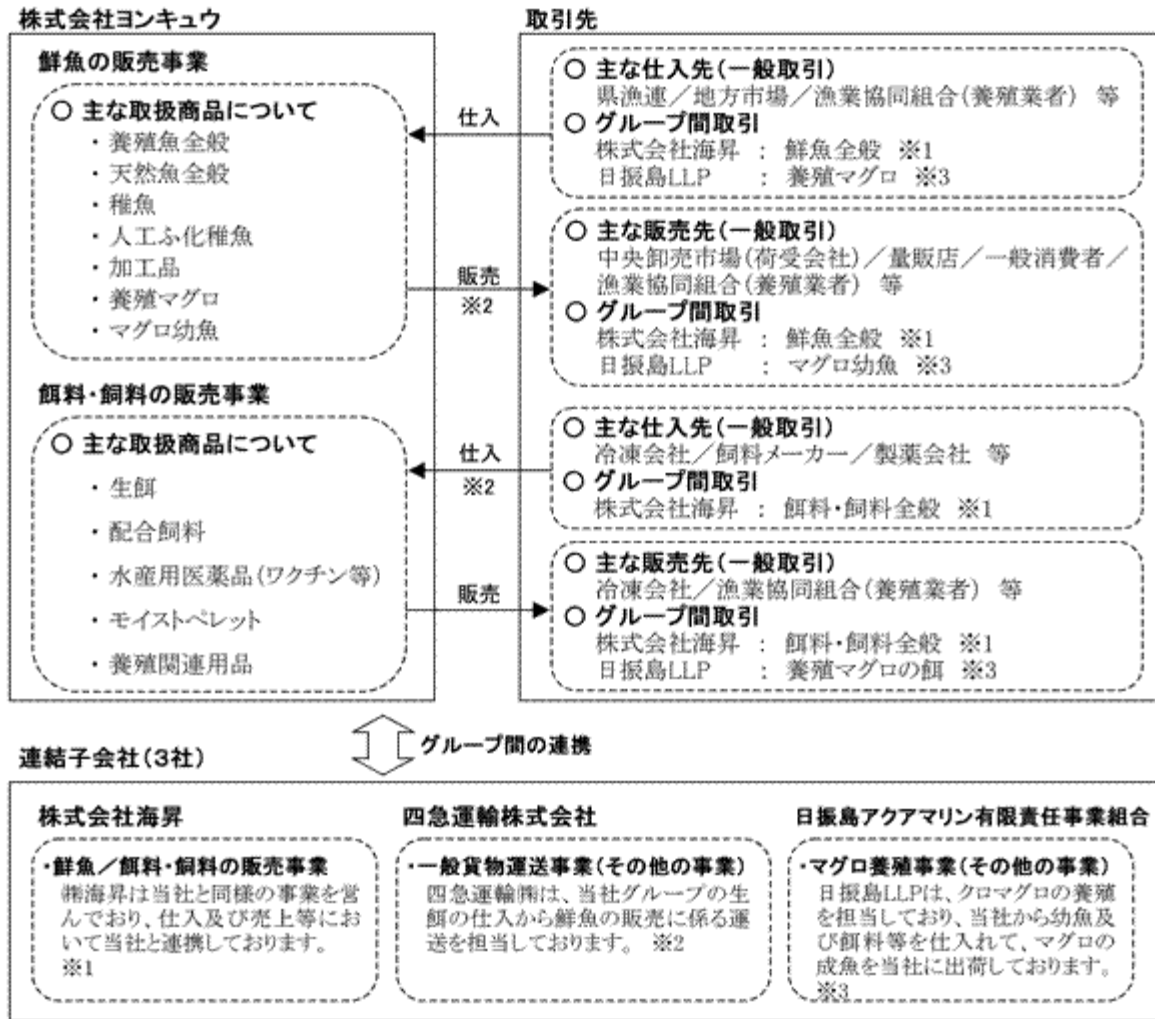 株式会社ヨンキュウ
鮮魚の販売事業
○ 主な取扱商品について
・養殖魚全般
・天然魚全般
・稚魚
・人工ふ化稚魚
・加工品
・養殖マグロ
・マグロ幼魚
餌料・飼料の販売事業
○ 主な取扱商品について
・生餌
・配合飼料
・水産用医薬品(ワクチン等)
・モイストペレット
・養殖関連用品
仕入
販売
※2
仕入
※2
販売
取引先
○ 主な仕入先(一般取引)
県漁連／地方市場／漁業協同組合(養殖業者) 等
○ グループ間取引
株式会社海昇 : 鮮魚全般 ※1
日振島LLP : 養殖マグロ ※3
○ 主な販売先(一般取引)
中央卸売市場(荷受会社)／量販店／一般消費者／
漁業協同組合(養殖業者) 等
○ グループ間取引
株式会社海昇 : 鮮魚全般 ※1
日振島LLP : マグロ幼魚 ※3
○ 主な仕入先(一般取引)
冷凍会社／飼料メーカー／製薬会社 等
○ グループ間取引
株式会社海昇 : 餌料・飼料全般 ※1
○ 主な販売先(一般取引)
冷凍会社／漁業協同組合(養殖業者) 等
○ グループ間取引
株式会社海昇 : 餌料・飼料全般 ※1
日振島LLP : 養殖マグロの餌 ※3
グループ間の連携
連結子会社(3社)
株式会社海昇
・鮮魚／餌料・飼料の販売事業
㈱海昇は当社と同様の事業を営
んでおり、仕入及び売上等にお
いて当社と連携しております。
※1
四急運輸株式会社
・一般貨物運送事業(その他の事業)
四急運輸㈱は、当社グループの生
餌の仕入から鮮魚の販売に係る運
送を担当しております。 ※2
日振島アクアマリン有限責任事業組合
・マグロ養殖事業(その他の事業)
日振島LLPは、クロマグロの養殖
を担当しており、当社から幼魚及
び餌料等を仕入れて、マグロの
成魚を当社に出荷しております。
※3